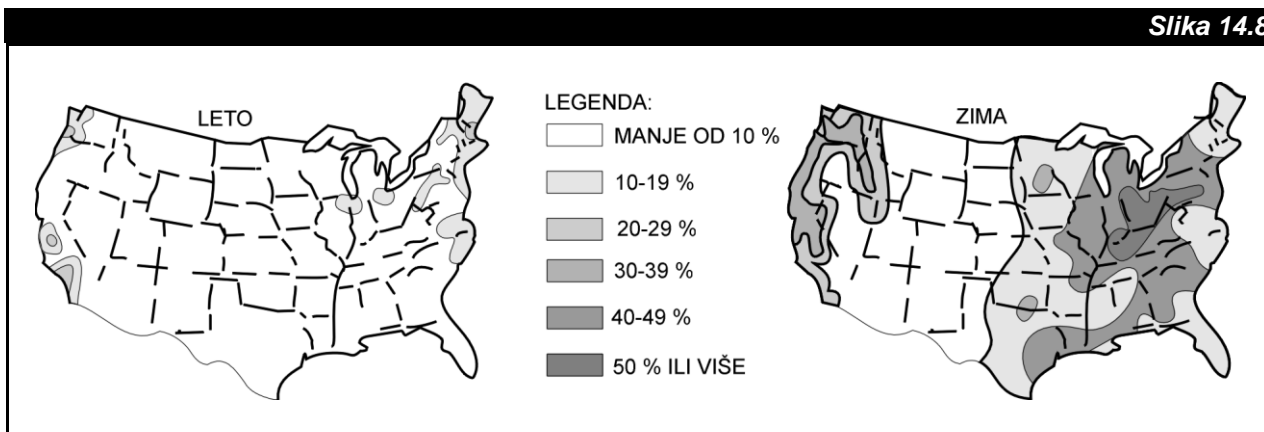 Slika 14.8
LETO
LEGENDA:
MANJE OD 10 %
10-19 %
20-29 %
30-39 %
40-49 %
50 % ILI VIŠE
ZIMA